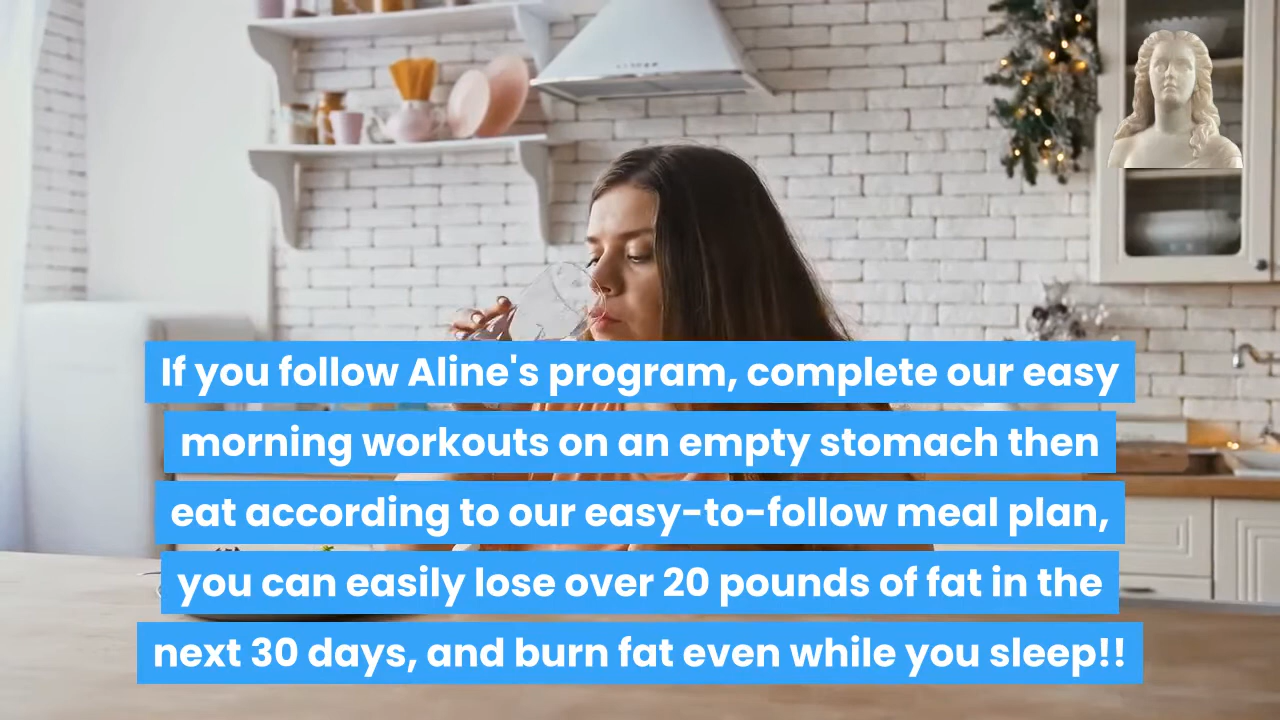 If you follow Aline's program, complete our easy
morning workouts on an empty stomach then
eat according to our easy-to-follow meal plan,
you can easily lose over 20 pounds of fat in the
next 30 days, and burn fat even while you sleep!!